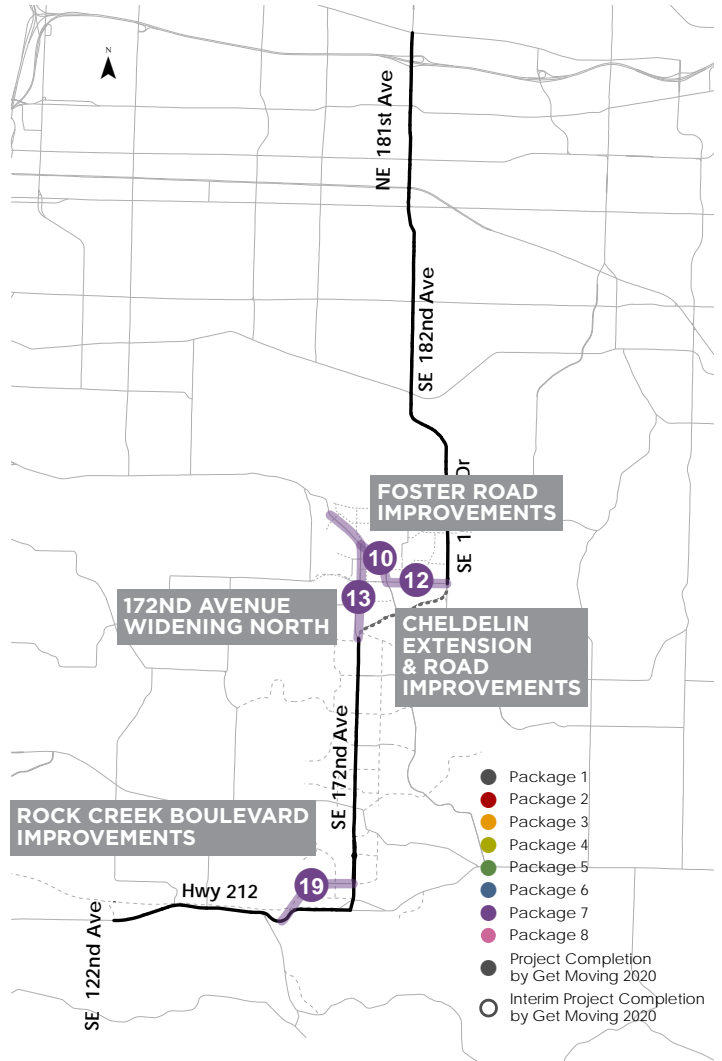 N
NE 181st Ave
SE 182nd Ave
FOSTER ROAD
IMPROVEMENTS
SE 1 Dr
10
12
13
172ND AVENUE
WIDENING NORTH
CHELDELIN
EXTENSION
& ROAD
IMPROVEMENTS
SE 172nd Ave
ROCK CREEK BOULEVARD
IMPROVEMENTS
19
Hwy 212
SE 122nd Ave
Package 1
Package 2
Package 3
Package 4
Package 5
Package 6
Package 7
Package 8
Project Completion
by Get Moving 2020
Interim Project Completion
by Get Moving 2020